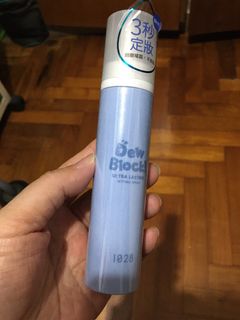 3秒
定妝
Dew
Block!
ULTRA LASTING
SETTING SPRAY
1028